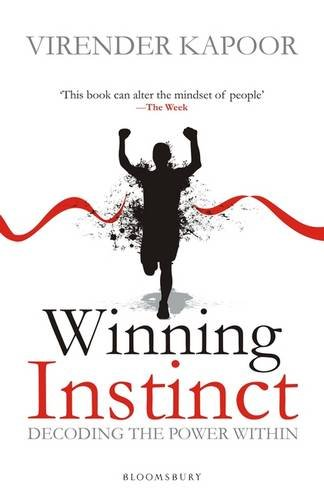 VIRENDER KAPOOR
‘This book can alter the mindset of people’
—The Week
Winning
Instinct
DECODING THE POWER WITHIN
BLOOMSBURY